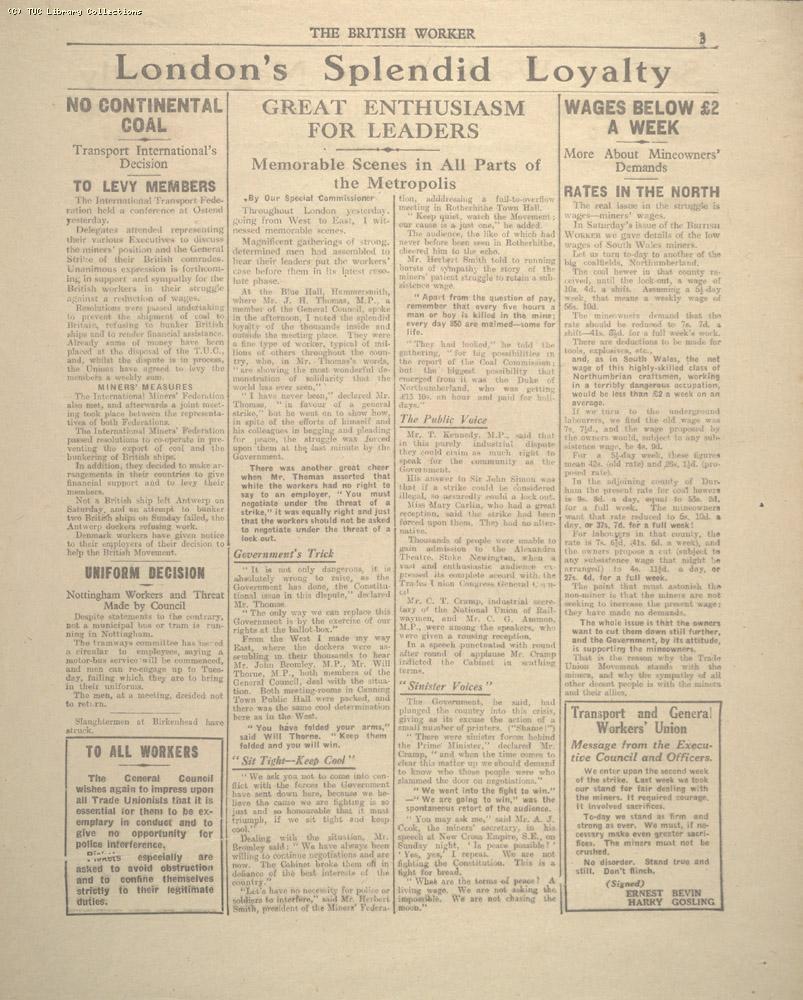 (C) TUC Library Collections
THE BRITISH WORKER
3
London's Splendid Loyalty
NO CONTINENTAL
COAL
Transport International's
Decision
TO LEVY MEMBERS
The International Transport Fede-
ration held a conference at Ostend
yesterday.
Delegates attended representing
their various Executives to discuss
the miners' position and the General
Strike of their British comrades.
Unanimous expression is forthcom-
ing in support and sympathy for the
British workers in their struggle
against a reduction of wages.
Resolutions were passed undertaking
to prevent the shipment of coal to
Britain, refusing to bunker British
ships and to render financial assistance.
Already sums of money have been
placed at the disposal of the T.U.C.,
and, whilst the dispute is in process,
the Unions have agreed to levy the
members a weekly sum.
MINERS' MEASURES
The International Miners' Federation
also met, and afterwards a joint meet-
ing took place between the representa-
tives of both Federations.
The International Miners' Federation
passed resolutions to co-operate in pre-
venting the export of coal and the
bunkering of British ships.
In addition, they decided to make ar-
rangements in their countries to give
financial support and to levy their
members.
Not a British ship left Antwerp on
Saturday, and an attempt to bunker
two British ships on Sunday failed, the
Antwerp dockers refusing work.
Denmark workers have given notice
to their employers of their decision to
help the British Movement.
UNIFORM DECISION
Nottingham Workers and Threat
Made by Council
Despite statements to the contrary,
not a municipal bus or tram is run-
ning in Nottingham.
The tramways committee has issued
a circular to employees, saying a
motor-bus service will be commenced,
and men can re-engage up to Tues-
day, failing which they are to bring
in their uniforms.
The men, at a meeting, decided not
to return.
Slaughtermen at Birkenhead have
struck.
TO ALL WORKERS
The General Council
wishes again to impress upon
all Trade Unionists that it is
essential for them to be ex-
emplary in conduct and to
give no opportunity for
police interference.
Pickets especially are
asked to avoid obstruction
and to confine themselves
strictly to their legitimate
duties.
GREAT ENTHUSIASM
FOR LEADERS
Memorable Scenes in All Parts of
the Metropolis
By Our Special Commissioner
Throughout London yesterday,
going from West to East, I wit-
nessed memorable scenes.
Magnificent gatherings of strong,
determined men had assembled to
hear their leaders put the workers'
case before them in its latest reso-
lute phase.
At the Blue Hall, Hammersmith,
where Mr. J. H. Thomas, M.P., a
member of the General Council, spoke
in the afternoon, I noted the splendid
loyalty of the thousands inside and
outside the meeting place. They were
a fine type of worker, typical of mil-
lions of others throughout the coun-
try, who, in Mr. Thomas's words,
"are showing the most wonderful de-
monstration of solidarity that the
world has ever seen."
"I have never been," declared Mr.
Thomas, "in favour of a general
strike," but he went on to show how,
in spite of the efforts of himself and
his colleagues in begging and pleading
for peace, the struggle was forced
upon them at the last minute by the
Government.
There was another great cheer
when Mr. Thomas asserted that
while the workers had no right to
say to an employer, "You must
negotiate under the threat of a
strike," it was equally right and just
that the workers should not be asked
to negotiate under the threat of a
lock out.
Government's Trick
"It is not only dangerous, it is
absolutely wrong to raise, as the
Government has done, the Constitu-
tional issue in this dispute," declared
Mr. Thomas.
"The only way we can replace this
Government is by the exercise of our
rights at the ballot-box."
From the West I made my way
East, where the dockers were as-
sembling in their thousands to hear
Mr. John Bromley, M.P., Mr. Will
Thorne, M.P., both members of the
General Council, deal with the situa-
tion. Both meeting-rooms in Canning
Town Public Hall were packed, and
there was the same cool determination
here as in the West.
"You have folded your arms,"
said Will Thorne. "Keep them
folded and you will win.
"Sit Tight—Keep Cool"
"We ask you not to come into con-
flict with the forces the Government
have sent down here, because we be-
lieve the cause we are fighting is so
just and so honourable that it must
triumph, if we sit tight and keep
cool."
Dealing with the situation, Mr.
Bromley said: "We have always been
willing to continue negotiations and are
now. The Cabinet broke them off in
defiance of the best interests of the
country."
"Let's have no necessity for police or
soldiers to interfere," said Mr. Herbert
Smith, president of the Miners' Federa-
tion, addressing a full-to-overflow
meeting in Rotherhithe Town Hall.
"Keep quiet, watch the Movement;
our cause is a just one," he added.
The audience, the like of which had
never before been seen in Rotherhithe,
cheered him to the echo.
Mr. Herbert Smith told to running
bursts of sympathy the story of the
miners' patient struggle to retain a sub-
sistence wage.
"Apart from the question of pay,
remember that every five hours a
man or boy is killed in the mine;
every day 850 are maimed—some for
life.
"They had looked," he told the
gathering, "for big possibilities in
the report of the Coal Commission;
but the biggest possibility that
emerged from it was the Duke of
Northumberland, who was getting
£15 10s. an hour and paid for holi-
days."
The Public Voice
Mr. T. Kennedy, M.P., said that
in this purely industrial dispute
they could claim as much right to
speak for the community as the
Government.
His answer to Sir John Simon was
that if a strike could be considered
illegal, so assuredly could a lock out.
Miss Mary Carlin, who had a great
reception, said the strike had been
forced upon them. They had no alter-
native.
Thousands of people were unable to
gain admission to the Alexandra
Theatre, Stoke Newington, when a
vast and enthusiastic audience ex-
pressed its complete accord with the
Trades Union Congress General Coun-
cil
Mr. C. T. Cramp, industrial secre-
tary of the National Union of Rail-
waymen, and Mr. C. G. Ammon,
M.P., were among the speakers, who
were given a rousing reception.
In a speech punctuated with round
after round of applause Mr. Cramp
indicted the Cabinet in scathing
terms.
"Sinister Voices"
The Government, he said, had
plunged the country into this crisis,
giving as its excuse the action of a
small number of printers. ("Shame!")
"There were sinister forces behind
the Prime Minister," declared Mr.
Cramp, "and when the time comes to
clear this matter up we should demand
to know who those people were who
slammed the door on negotiations."
"We went into the fight to win."
—"We are going to win," was the
spontaneous retort of the audience.
"You may ask me," said Mr. A. J.
Cook, the miners' secretary, in his
speech at New Cross Empire, S.E., on
Sunday night, 'Is peace possible?'
'Yes, yes,' I repeat. We are not
fighting the Constitution. This is a
fight for bread.
"What are the terms of peace? A
living wage. We are not asking the
impossible. We are not chasing the
moon."
WAGES BELOW £2
A WEEK
More About Mineowners'
Demands
RATES IN THE NORTH
The real issue in the struggle is
wages—miners' wages.
In Saturday's issue of the BRITISH
WORKER we gave details of the low
wages of South Wales miners.
Let us turn to-day to another of the
big coalfields, Northumberland.
The coal hewer in that county re-
ceived, until the lock-out, a wage of
10s. 4d. a shift. Assuming a 5½-day
week, that means a weekly wage of
56s. 10d.
The mineowners demand that the
rate should be reduced to 7s. 7d. a
shift—41s. 8½d. for a full week's work.
There are deductions to be made for
tools, explosives, etc.,
and, as in South Wales, the net
wage of this highly-skilled class of
Northumbrian craftsmen, working
in a terribly dangerous occupation,
would be less than £2 a week on an
average.
If we turn to the underground
labourers, we find the old wage was
7s. 7½d., and the wage proposed by
the owners would, subject to any sub-
sistence wage, be 4s. 9d.
For a 5½-day week, these figures
mean 42s. (old rate) and 26s. 1½d. (pro-
posed rate).
In the adjoining county of Dur-
ham the present rate for coal hewers
is 9s. 8d. a day, equal to 53s. 2d.
for a full week. The mineowners
want that rate reduced to 6s. 10d. a
day, or 37s. 7d. for a full week!
For labourers in that county, the
rate is 7s. 6½d. (41s. 6d. a week), and
the owners propose a cut (subject to
any subsistence wage that might be
arranged) to 4s. 11½d. a day, or
27s. 4d. for a full week.
The point that must astonish the
non-miner is that the miners are not
seeking to increase the present wage;
they have made no demands.
The whole issue is that the owners
want to cut them down still further,
and the Government, by its attitude,
is supporting the mineowners.
That is the reason why the Trade
Union Movement stands with the
miners, and why the sympathy of all
other decent people is with the miners
and their allies.
Transport and General
Workers' Union
Message from the Execu-
tive Council and Officers.
We enter upon the second week
of the strike. Last week we took
our stand for fair dealing with
the miners. It required courage.
It involved sacrifices.
To-day we stand as firm and
strong as ever. We must, if ne-
cessary make even greater sacri-
fices. The miners must not be
crushed.
No disorder. Stand true and
still. Don't flinch.
(Signed)
ERNEST BEVIN
HARRY GOSLING